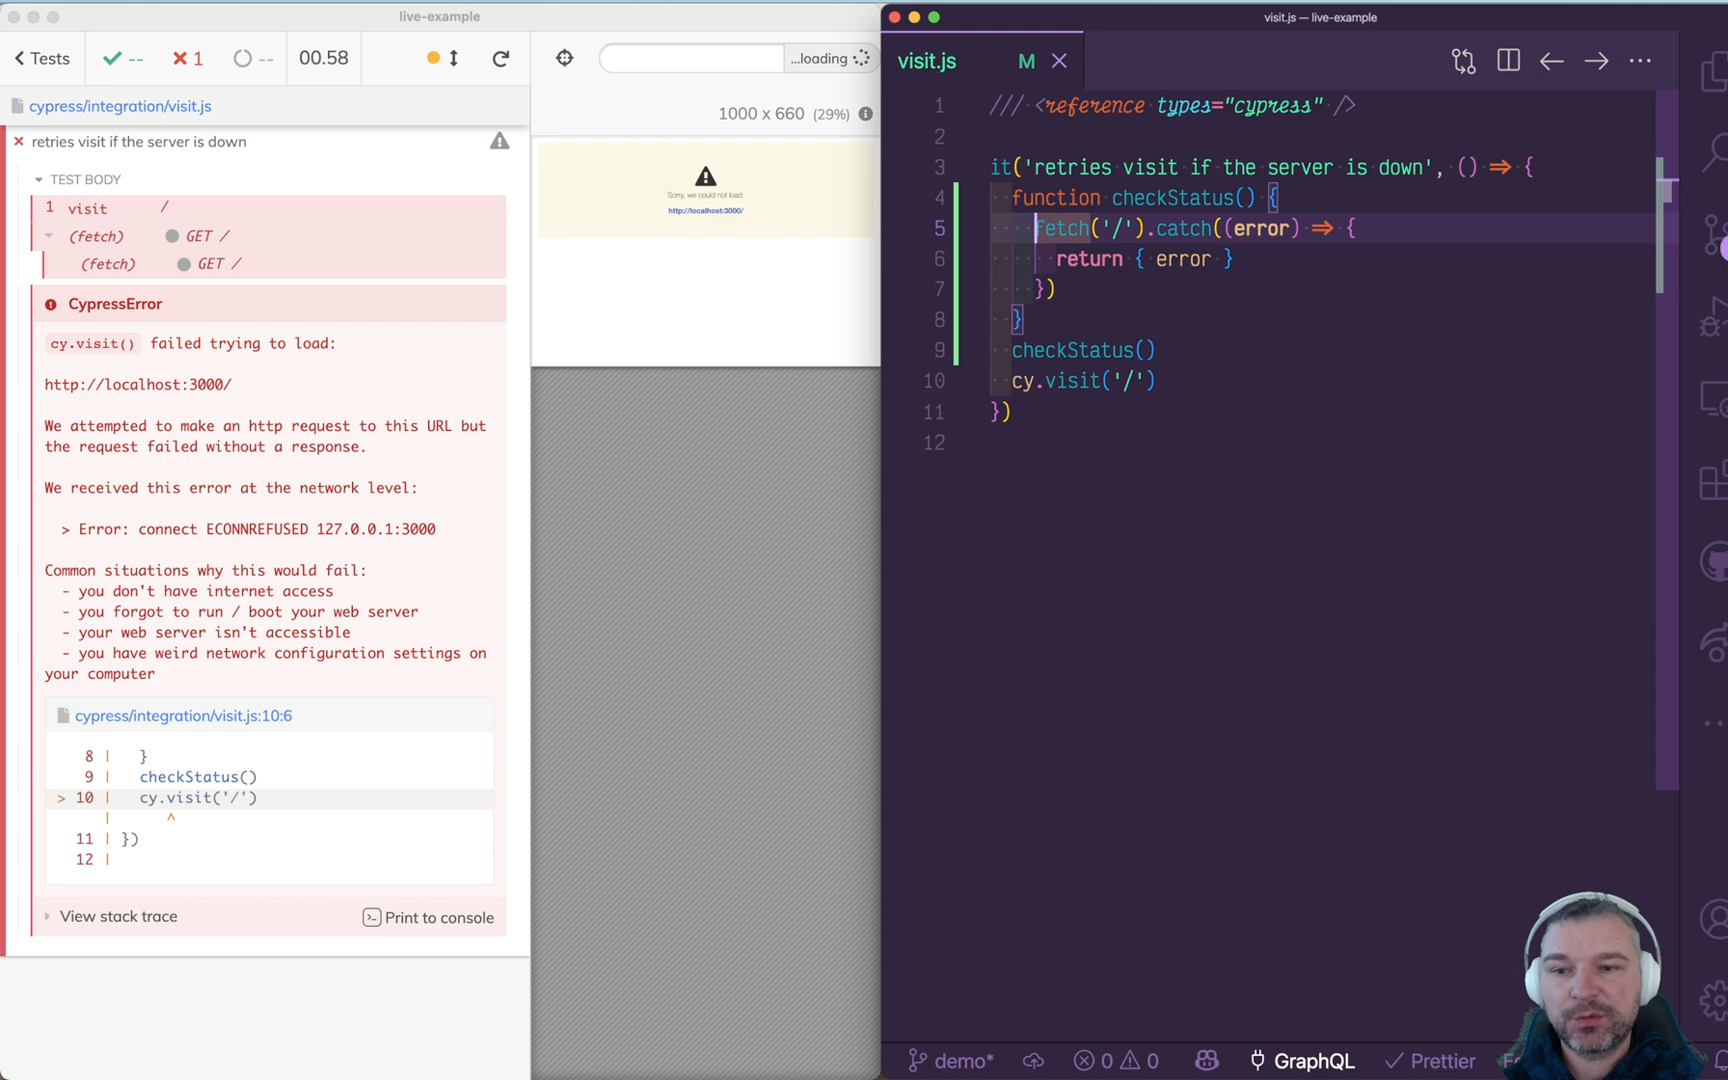 live-example
Tests
--
1
--
00.58
...loading
cypress/integration/visit.js
1000 x 660 (29%)
retries visit if the server is down
TEST BODY
1 visit /
(fetch) GET /
(fetch) GET /
Sorry, we could not load:
http://localhost:3000/
CypressError
cy.visit() failed trying to load:
http://localhost:3000/
We attempted to make an http request to this URL but
the request failed without a response.
We received this error at the network level:
> Error: connect ECONNREFUSED 127.0.0.1:3000
Common situations why this would fail:
- you don't have internet access
- you forgot to run / boot your web server
- your web server isn't accessible
- you have weird network configuration settings on
your computer
cypress/integration/visit.js:10:6
8 | }
9 | checkStatus()
> 10 | cy.visit('/')
| ^
11 | })
12 |
View stack trace
Print to console
visit.js — live-example
visit.js M
1 /// <reference types="cypress" />
2
3 it('retries visit if the server is down', () => {
4 function checkStatus() {
5 fetch('/').catch((error) => {
6 return { error }
7 })
8 }
9 checkStatus()
10 cy.visit('/')
11 })
12
demo* 0 0 GraphQL Prettier